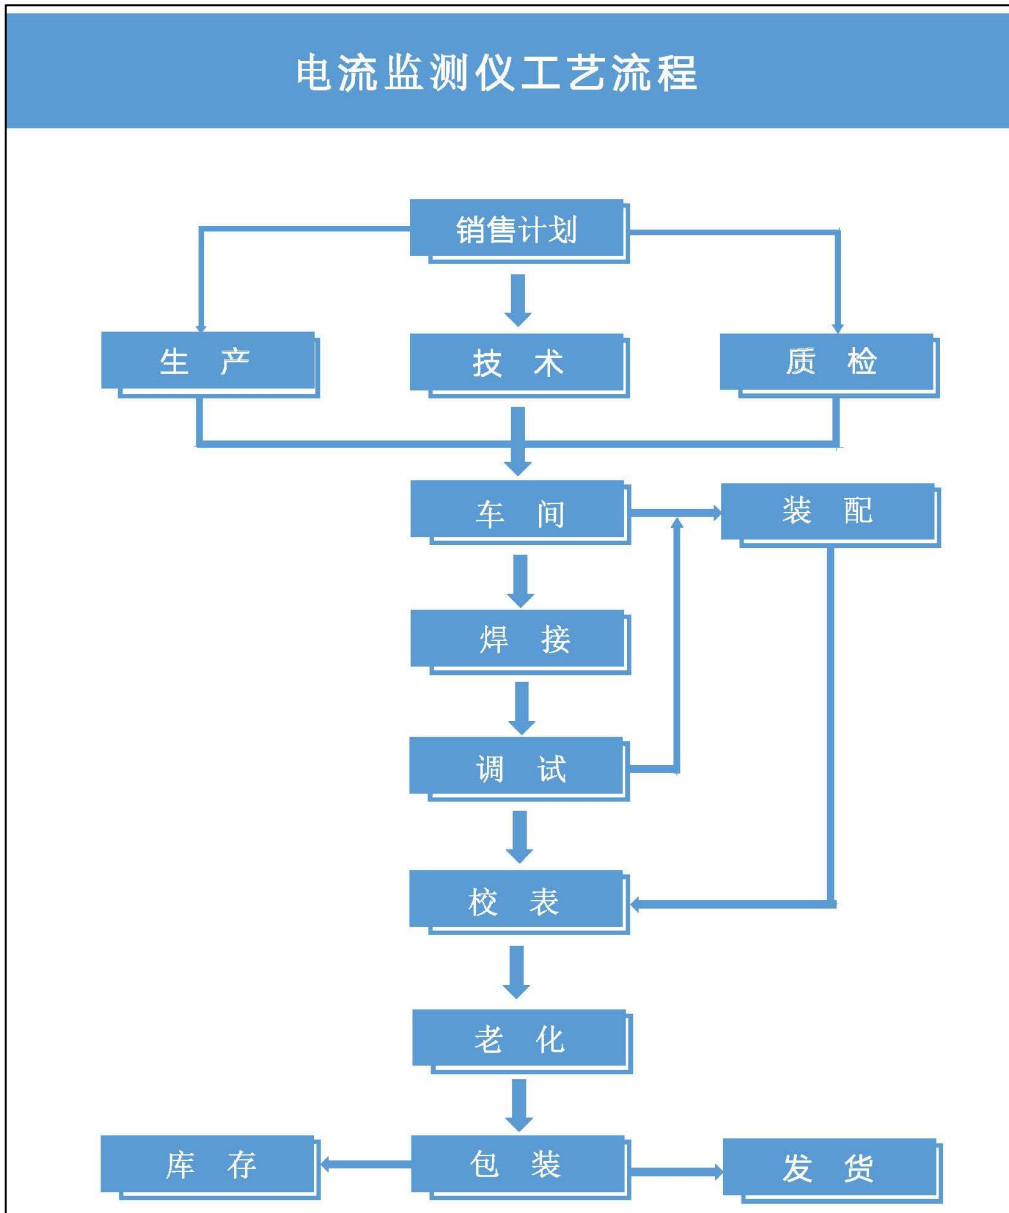 电流监测仪工艺流程
销售计划
生 产
技 术
质 检
车 间
装 配
焊 接
调 试
校 表
老 化
库 存
包 装
发 货